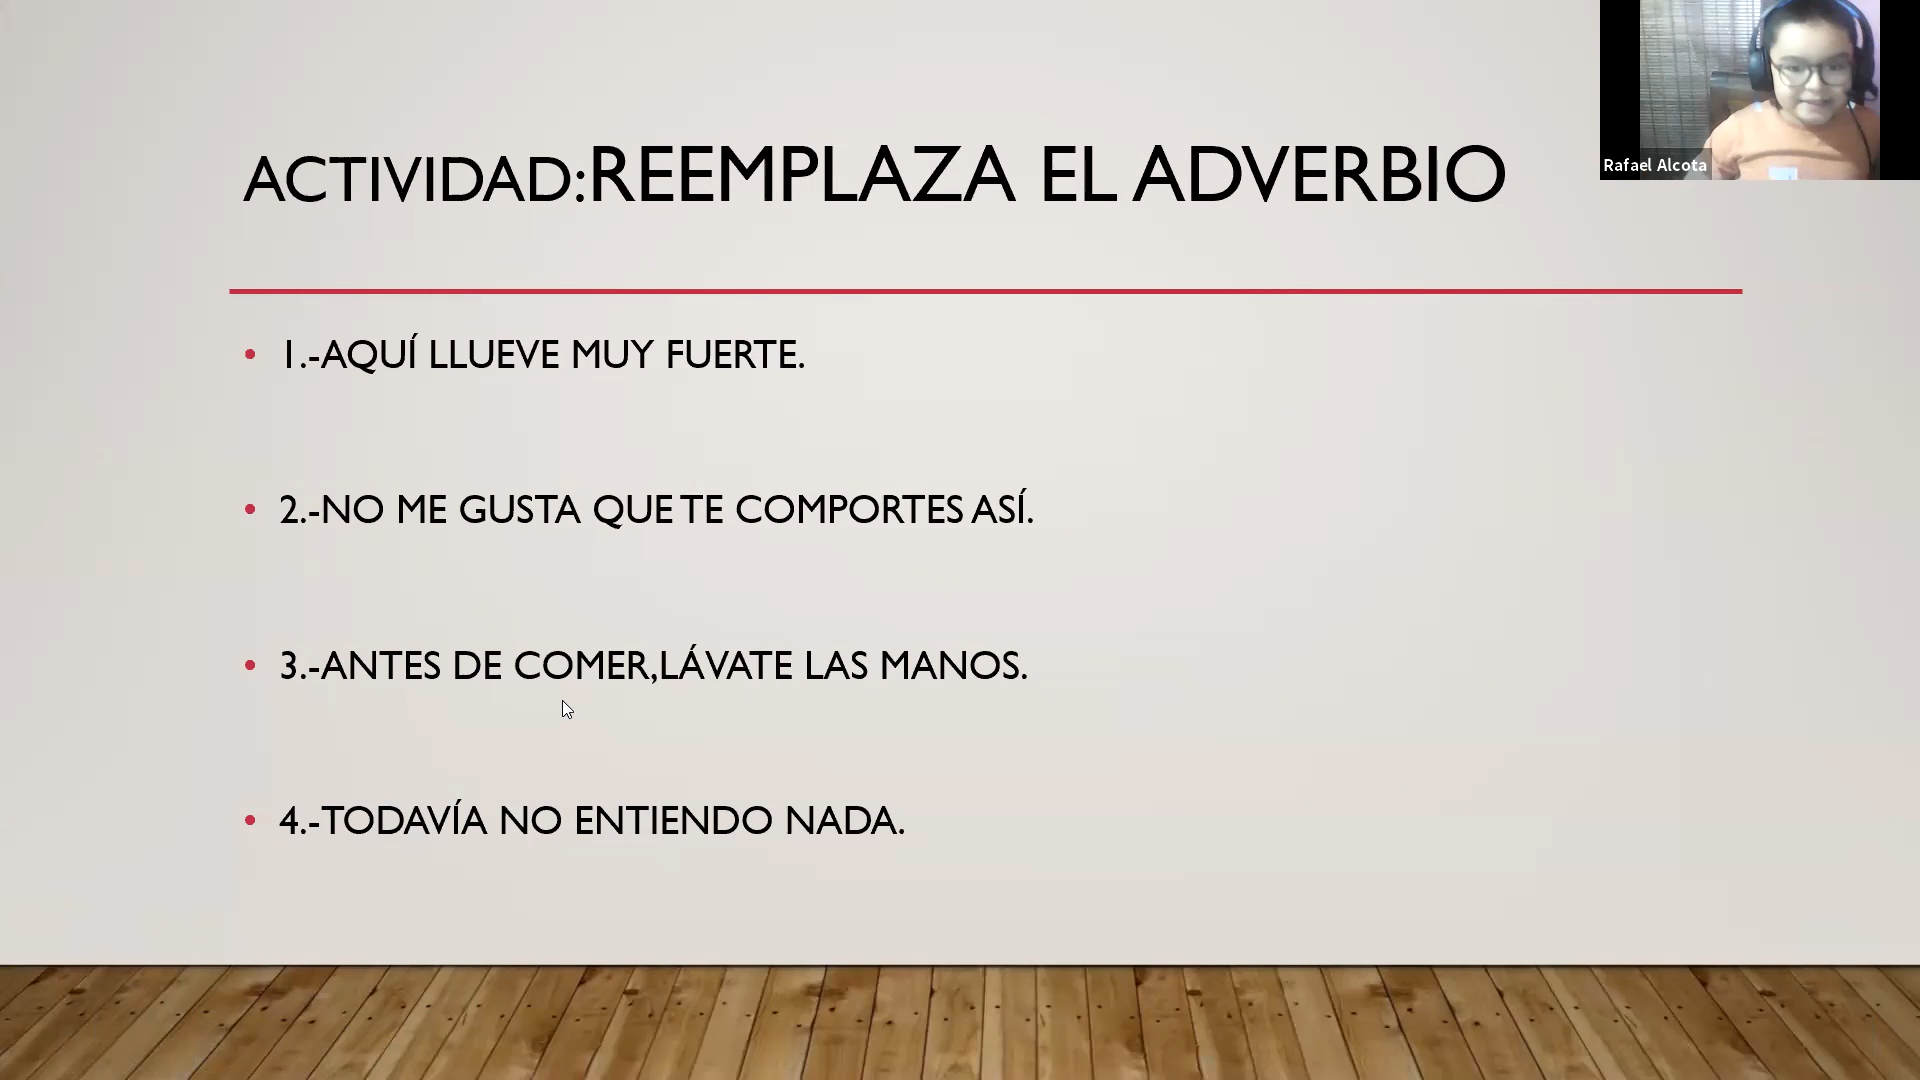 ACTIVIDAD:REEMPLAZA EL ADVERBIO
Rafael Alcota
• 1.-AQUÍ LLUEVE MUY FUERTE.
• 2.-NO ME GUSTA QUE TE COMPORTES ASÍ.
• 3.-ANTES DE COMER,LÁVATE LAS MANOS.
• 4.-TODAVÍA NO ENTIENDO NADA.